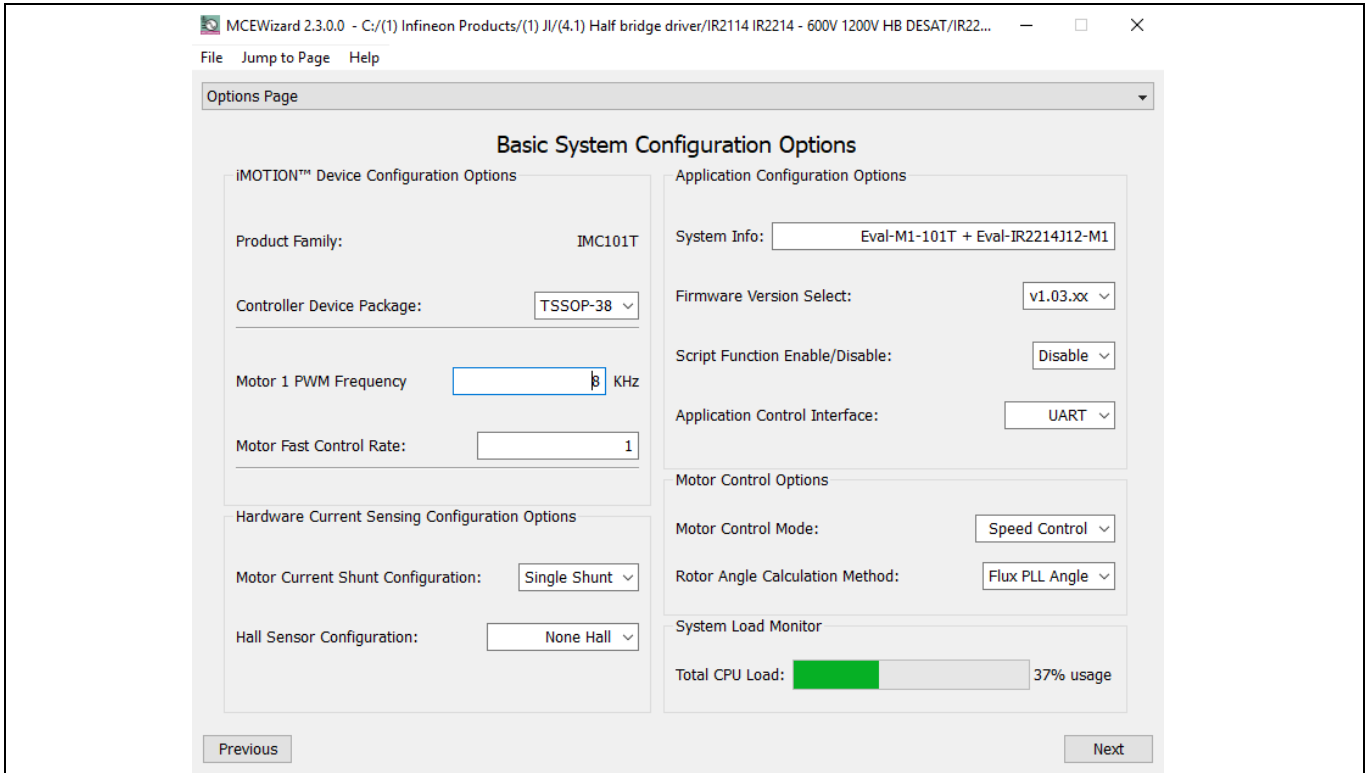 MCEWizard 2.3.0.0 - C:/(1) Infineon Products/(1) JI/(4.1) Half bridge driver/IR2114 IR2214 - 600V 1200V HB DESAT/IR22...
File Jump to Page Help
Options Page
Basic System Configuration Options
iMOTION™ Device Configuration Options
Product Family: IMC101T
Controller Device Package: TSSOP-38
Motor 1 PWM Frequency 8 KHz
Motor Fast Control Rate: 1
Hardware Current Sensing Configuration Options
Motor Current Shunt Configuration: Single Shunt
Hall Sensor Configuration: None Hall
Application Configuration Options
System Info: Eval-M1-101T + Eval-IR2214J12-M1
Firmware Version Select: v1.03.xx
Script Function Enable/Disable: Disable
Application Control Interface: UART
Motor Control Options
Motor Control Mode: Speed Control
Rotor Angle Calculation Method: Flux PLL Angle
System Load Monitor
Total CPU Load: 37% usage
Previous Next